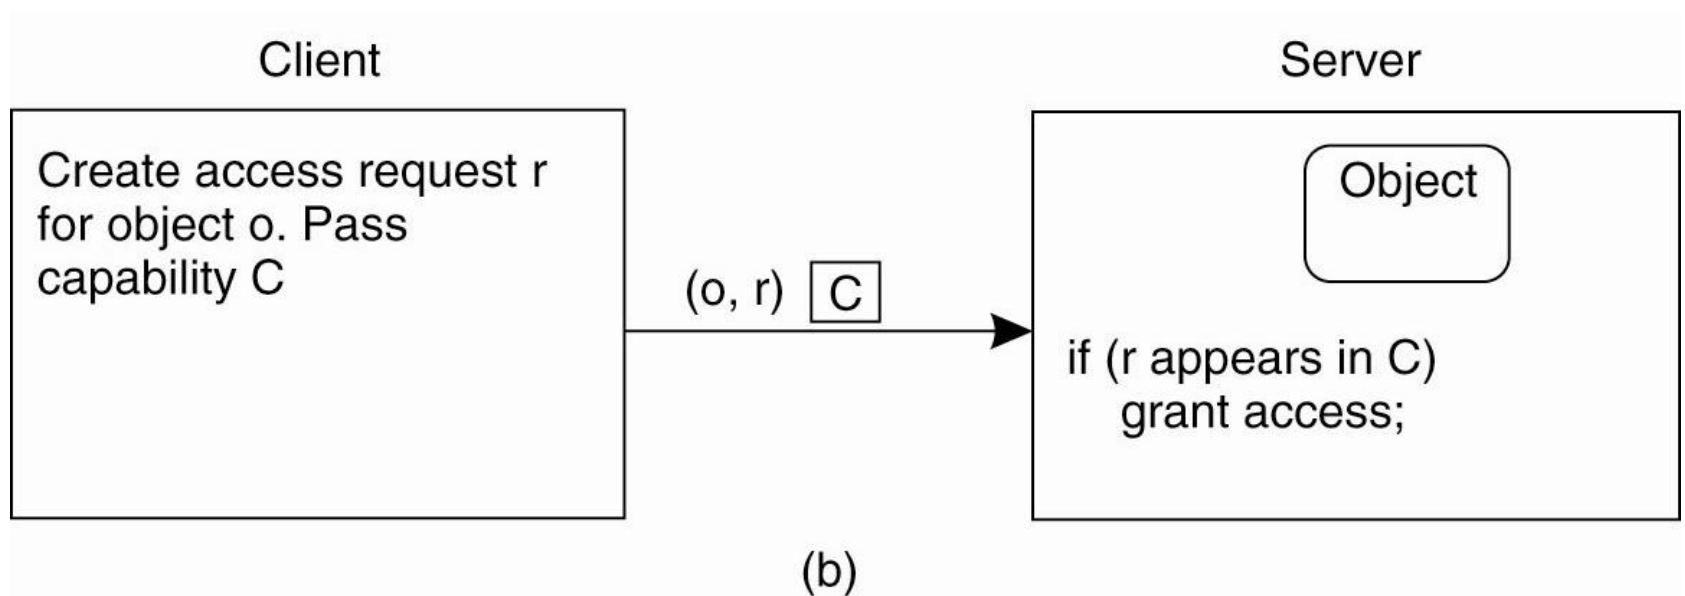 Client
Server
Create access request r
for object o. Pass
capability C
(o, r) C
Object
if (r appears in C)
grant access;
(b)